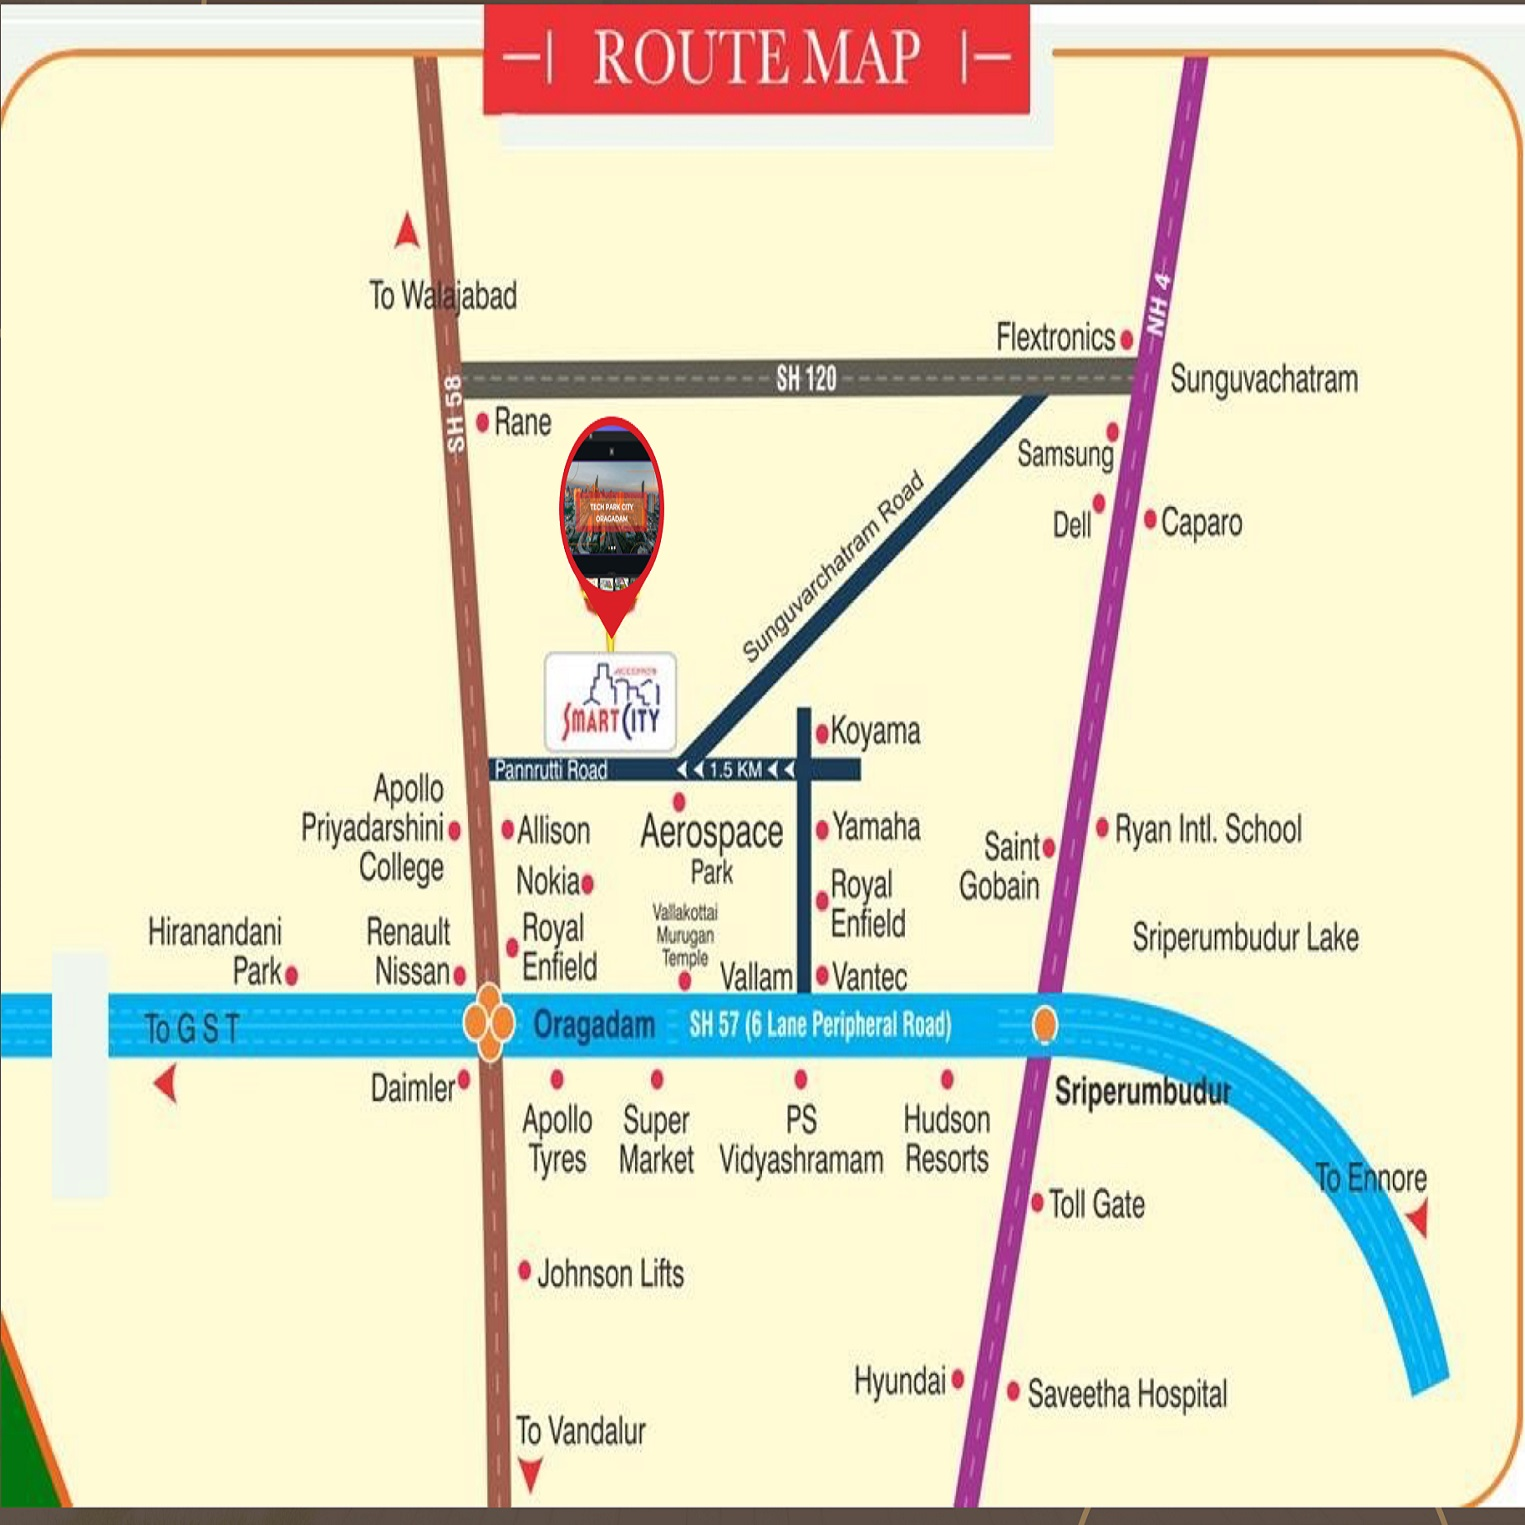 ROUTE MAP
To Walajabad
SH 58
NH 4
Flextronics
SH 120
Sunguvachatram
Rane
Samsung
Dell
Caparo
TECH PARK CITY
ORAGADAM
Sunguvarchatram Road
SMARTCITY
Koyama
Pannrutti Road
1.5 KM
Apollo
Priyadarshini
College
Allison
Nokia
Royal
Enfield
Aerospace
Park
Vallakottai
Murugan
Temple
Vallam
Yamaha
Royal
Enfield
Vantec
Saint
Gobain
Ryan Intl. School
Sriperumbudur Lake
Hiranandani
Park
Renault
Nissan
To G S T
Oragadam
SH 57 (6 Lane Peripheral Road)
Sriperumbudur
Daimler
Apollo
Tyres
Super
Market
PS
Vidyashramam
Hudson
Resorts
To Ennore
Toll Gate
Johnson Lifts
Hyundai
Saveetha Hospital
To Vandalur